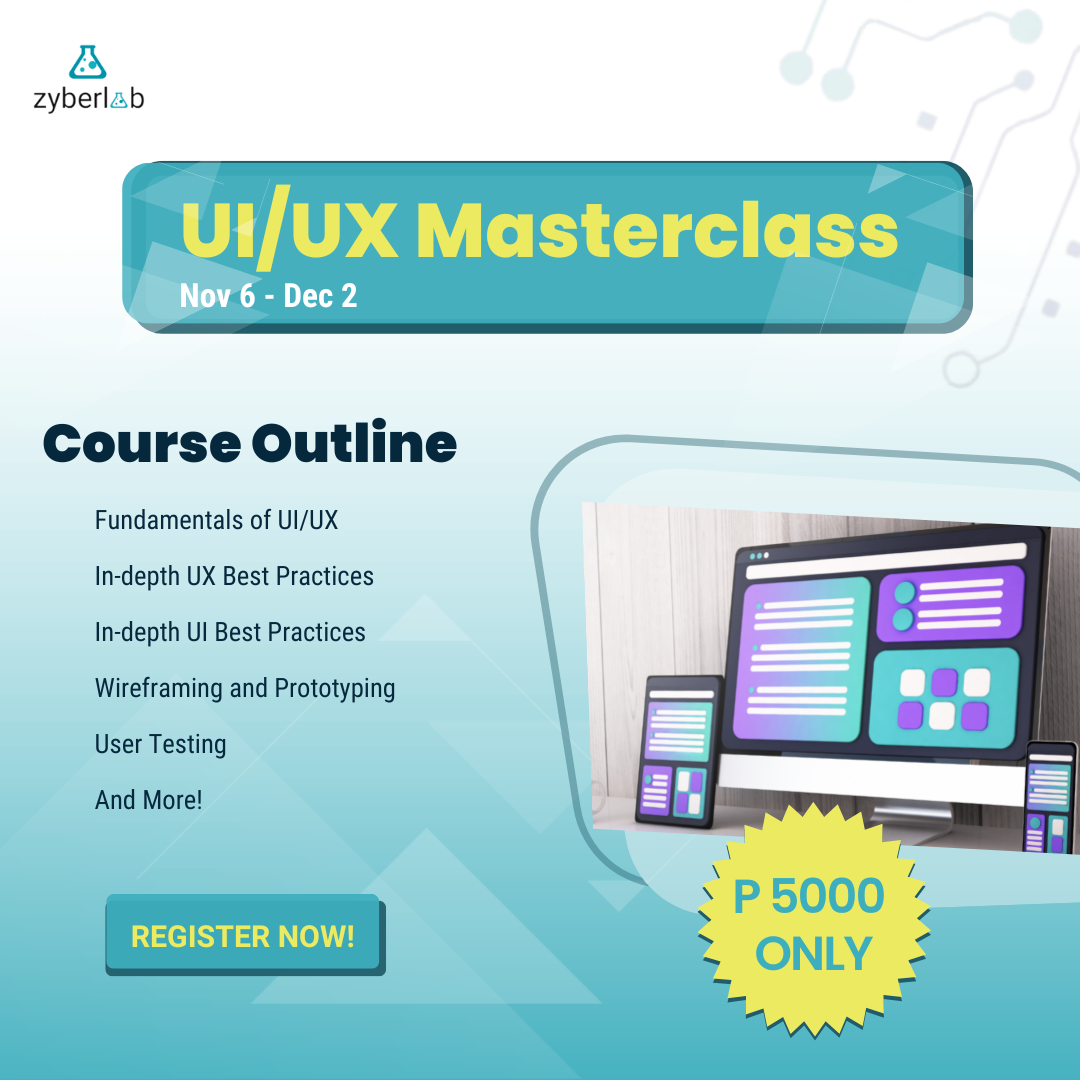 zyberlab
UI/UX Masterclass
Nov 6 - Dec 2
Course Outline
Fundamentals of UI/UX
In-depth UX Best Practices
In-depth UI Best Practices
Wireframing and Prototyping
User Testing
And More!
REGISTER NOW!
P 5000
ONLY